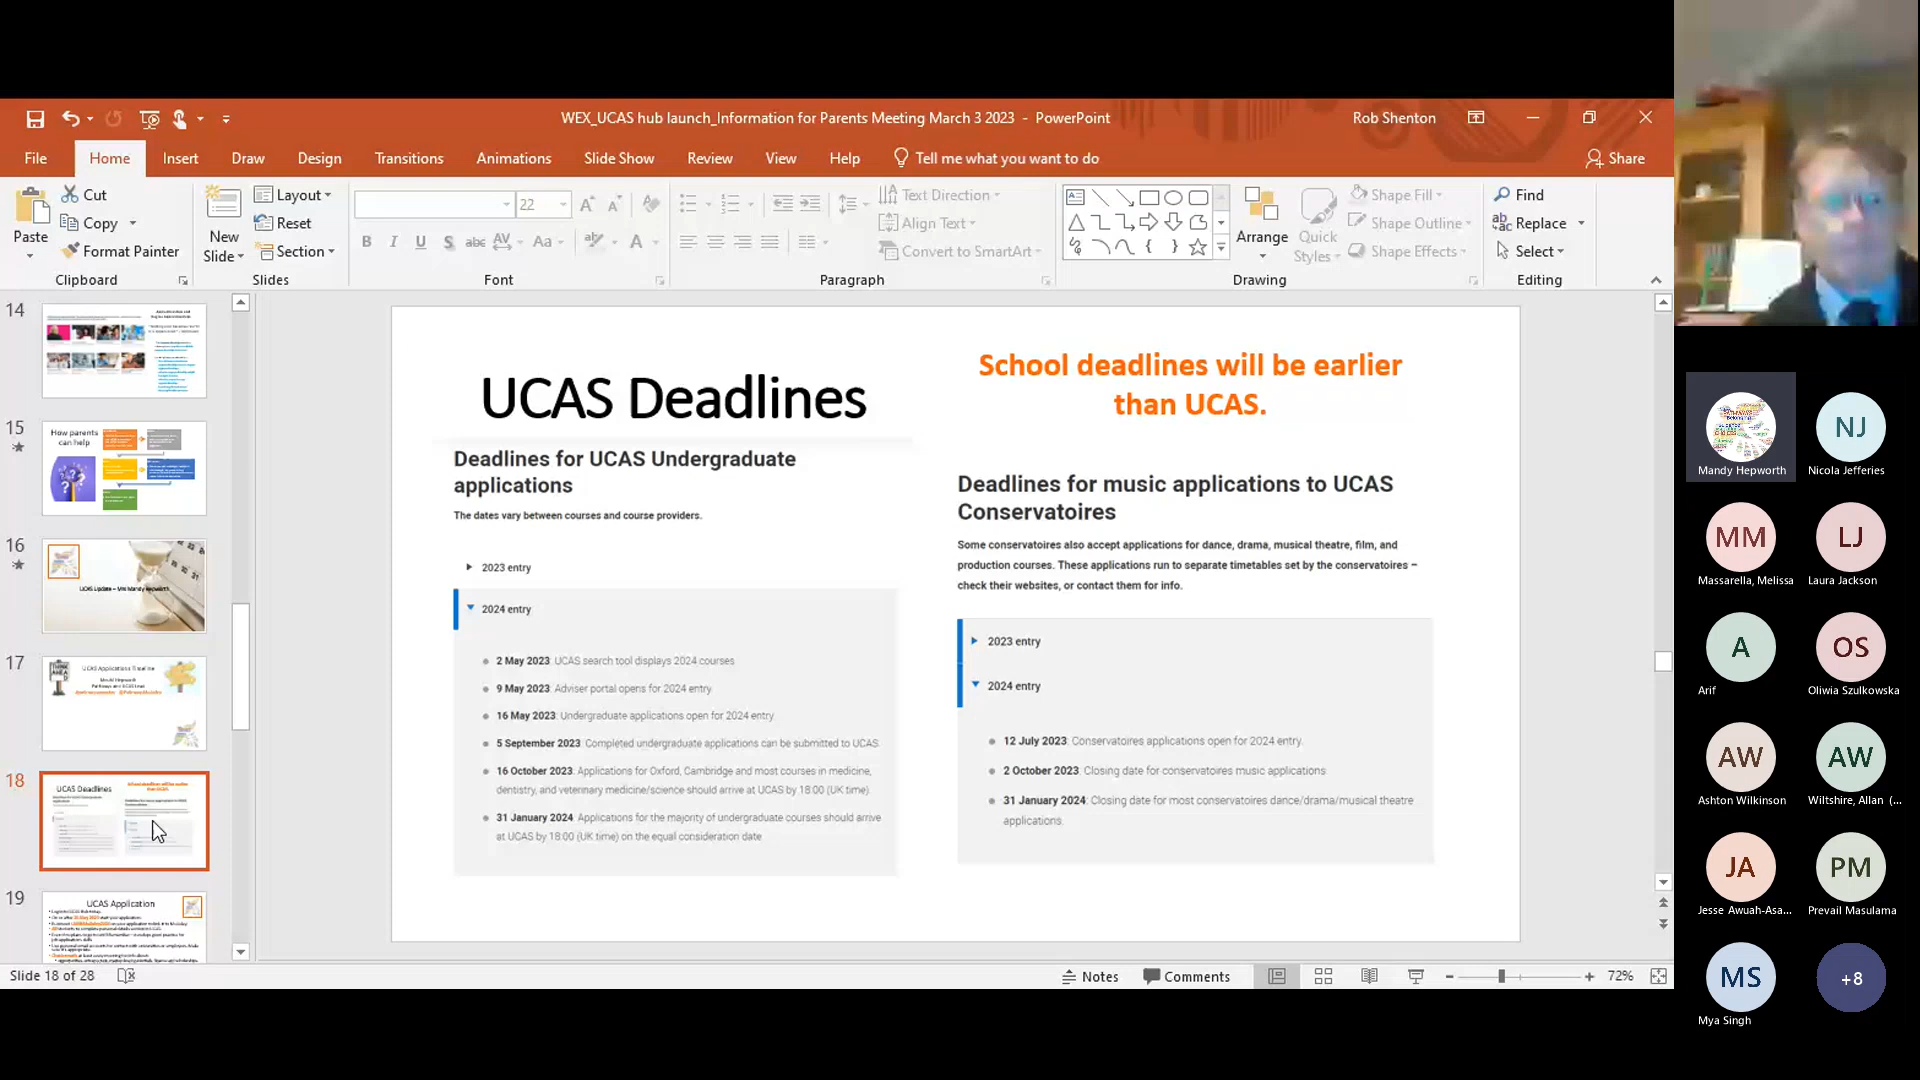 WEX_UCAS hub launch_Information for Parents Meeting March 3 2023 - PowerPoint
Rob Shenton
File Home Insert Draw Design Transitions Animations Slide Show Review View Help Tell me what you want to do Share
Paste
Cut
Copy
Format Painter
Clipboard
New Slide
Layout
Reset
Section
Slides
22
B I U S abc AV Aa A
Font
Text Direction
Align Text
Convert to SmartArt
Paragraph
Arrange
Quick Styles
Shape Fill
Shape Outline
Shape Effects
Drawing
Find
Replace
Select
Editing
14
15
How parents can help
16
UCAS Update – Mrs Mandy Hepworth
17
THINK AHEAD
UCAS Applications Timeline
18
UCAS Deadlines
19
UCAS Application
UCAS Deadlines
School deadlines will be earlier
than UCAS.
Deadlines for UCAS Undergraduate
applications
The dates vary between courses and course providers.
2023 entry
2024 entry
2 May 2023: UCAS search tool displays 2024 courses
9 May 2023: Adviser portal opens for 2024 entry
16 May 2023: Undergraduate applications open for 2024 entry
5 September 2023: Completed undergraduate applications can be submitted to UCAS.
16 October 2023: Applications for Oxford, Cambridge and most courses in medicine,
dentistry, and veterinary medicine/science should arrive at UCAS by 18:00 (UK time).
31 January 2024: Applications for the majority of undergraduate courses should arrive
at UCAS by 18:00 (UK time) on the equal consideration date
Deadlines for music applications to UCAS
Conservatoires
Some conservatoires also accept applications for dance, drama, musical theatre, film, and
production courses. These applications run to separate timetables set by the conservatoires –
check their websites, or contact them for info.
2023 entry
2024 entry
12 July 2023: Conservatoires applications open for 2024 entry.
2 October 2023: Closing date for conservatoires music applications
31 January 2024: Closing date for most conservatoires dance/drama/musical theatre
applications.
Slide 18 of 28
Notes
Comments
72%
Mandy Hepworth
NJ
Nicola Jefferies
MM
Massarella, Melissa
LJ
Laura Jackson
A
Arif
OS
Oliwia Szulkowska
AW
Ashton Wilkinson
AW
Wiltshire, Allan (...
JA
Jesse Awuah-Asa...
PM
Prevail Masulama
MS
Mya Singh
+8